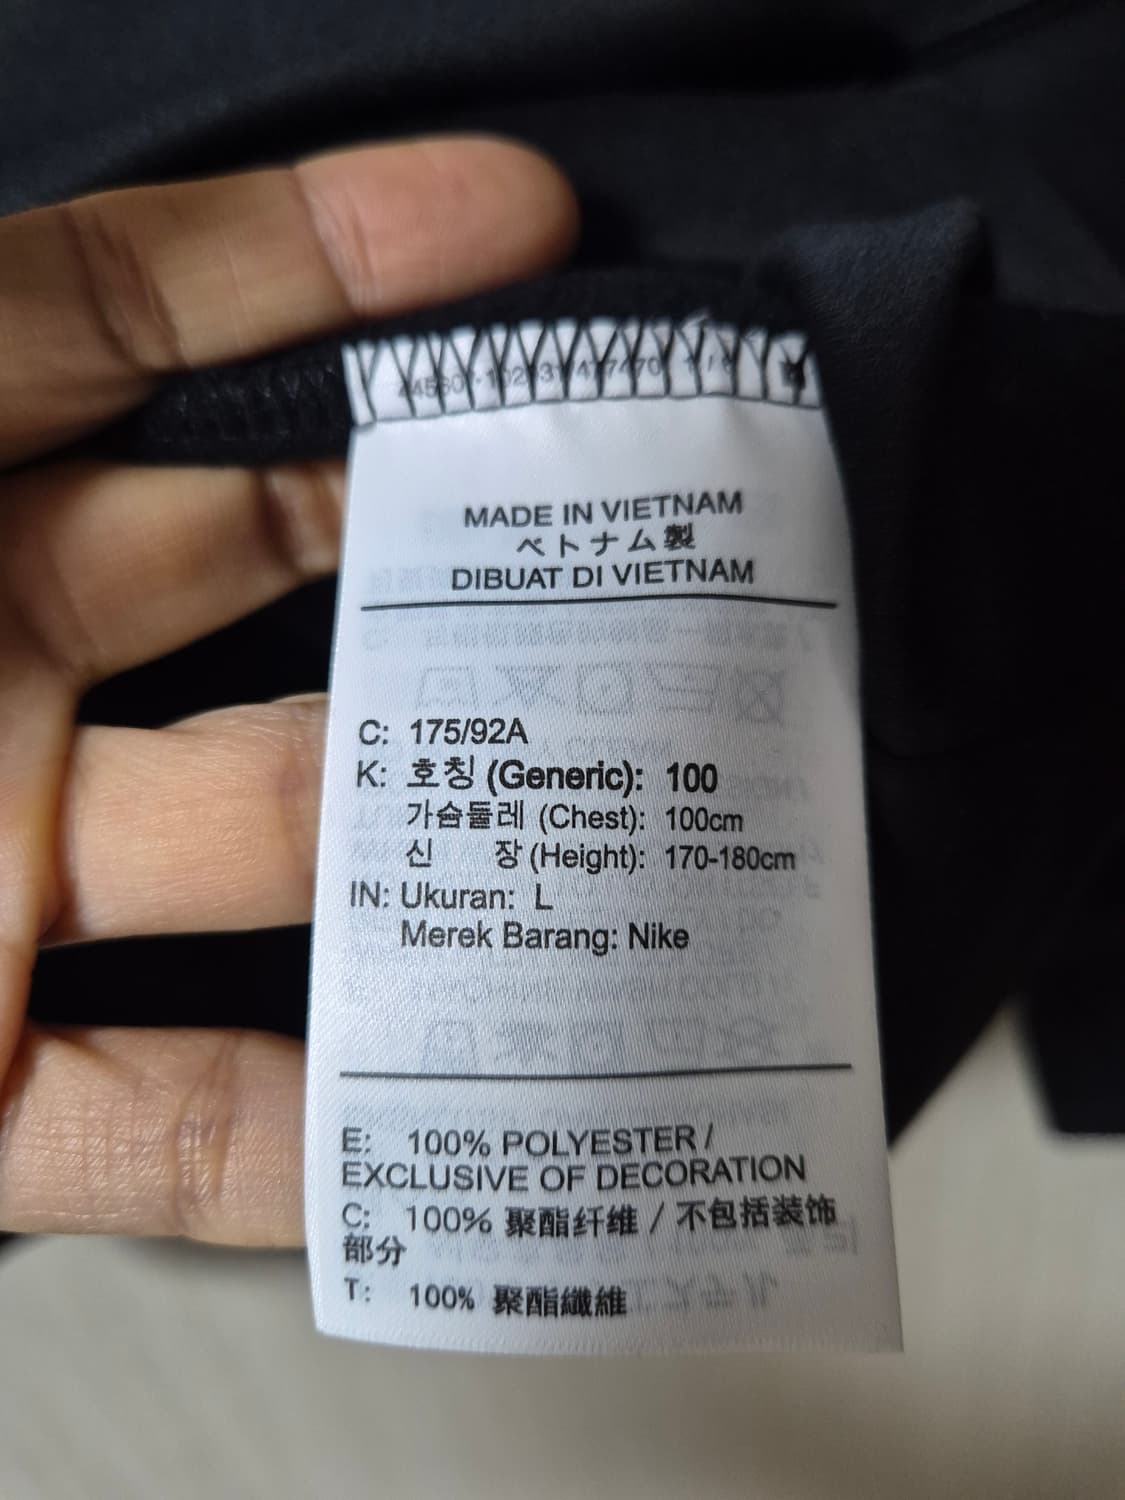 MADE IN VIETNAM
ベトナム製
DIBUAT DI VIETNAM
C: 175/92A
K: 호칭 (Generic): 100
가슴둘레 (Chest): 100cm
신 장 (Height): 170-180cm
IN: Ukuran: L
Merek Barang: Nike
E: 100% POLYESTER /
EXCLUSIVE OF DECORATION
C: 100% 聚酯纤维 / 不包括装饰
部分
T: 100% 聚酯纖維